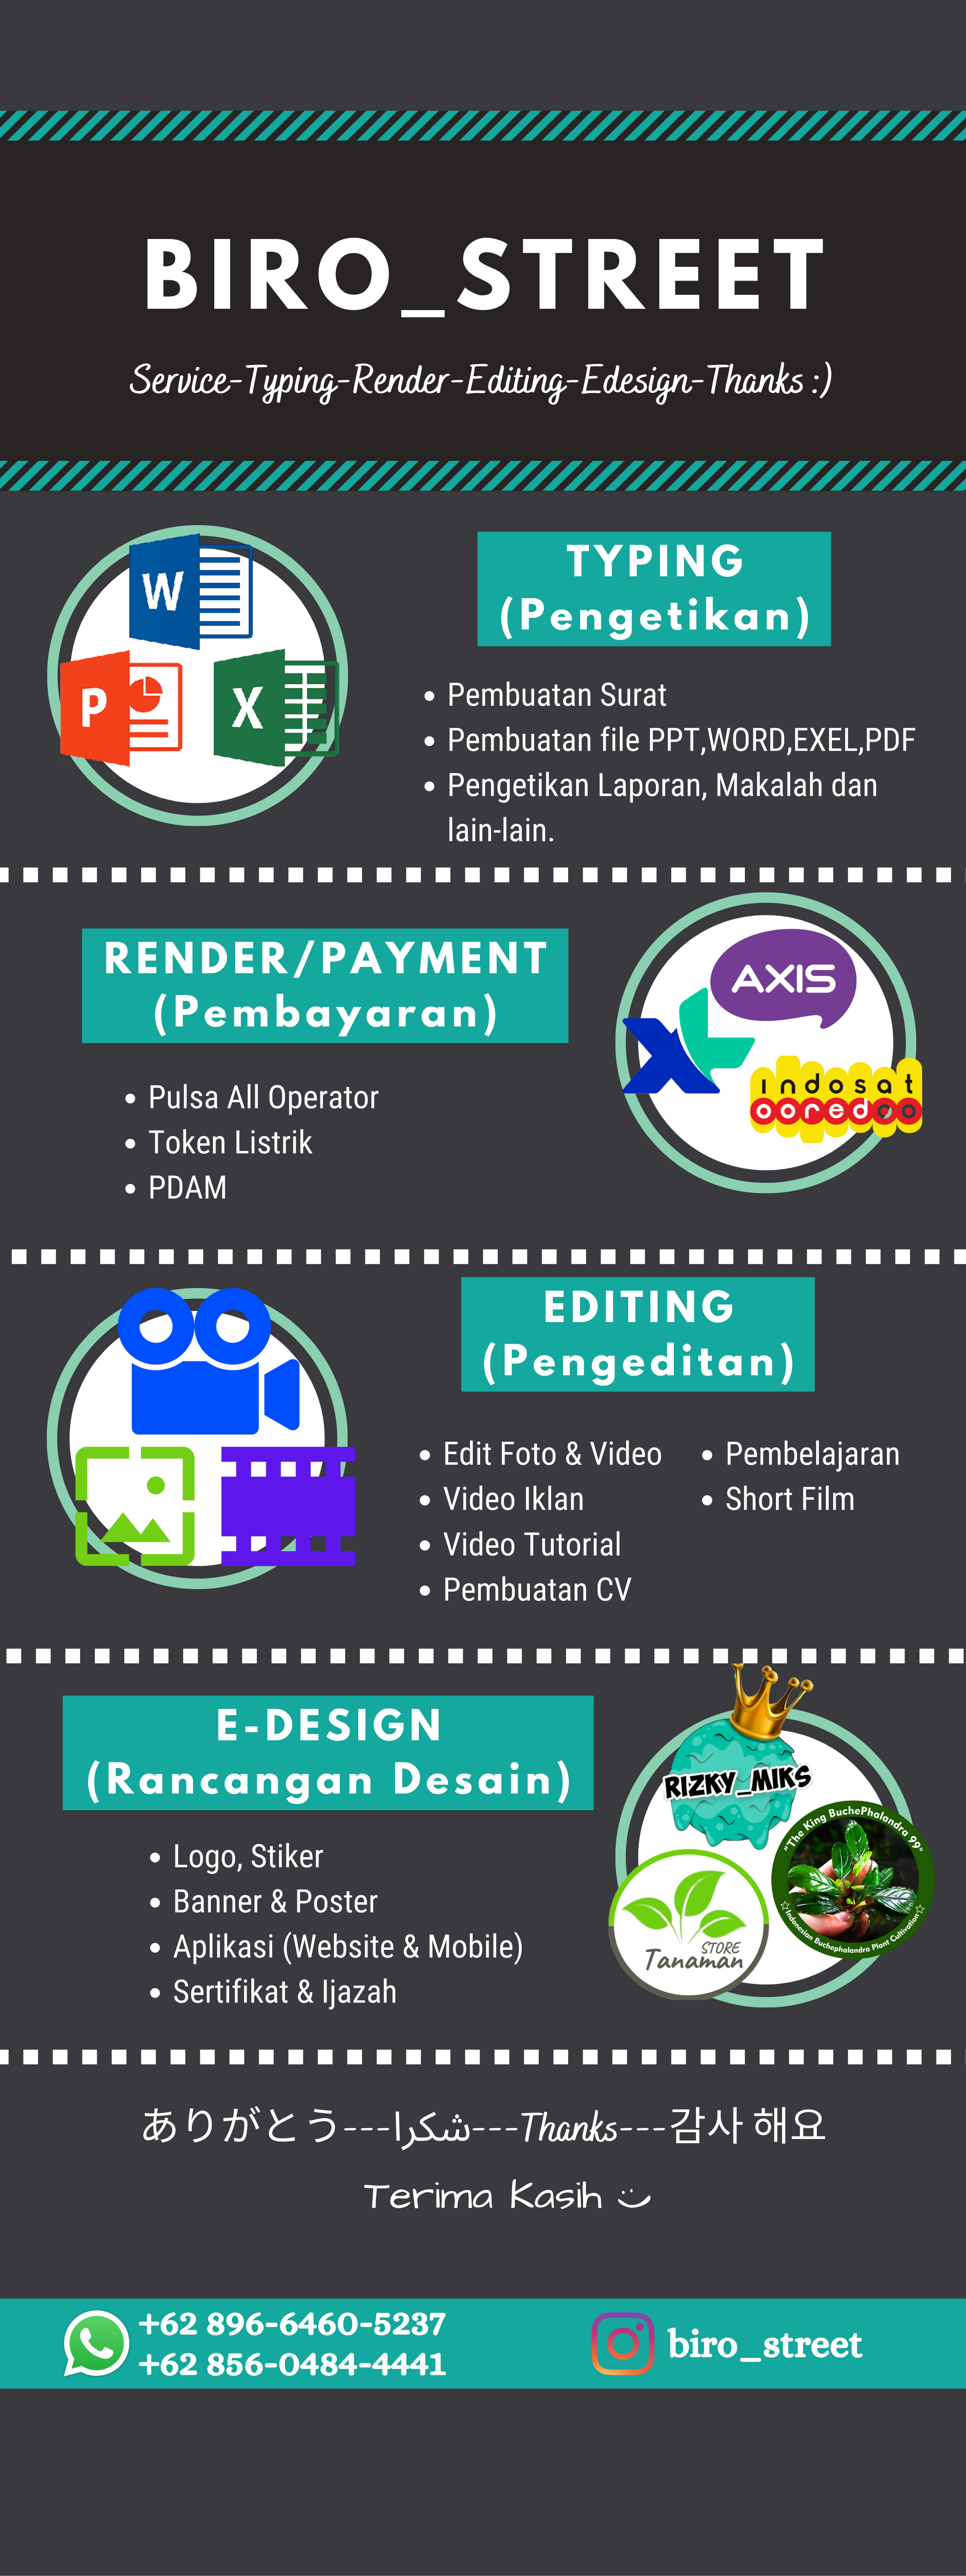 BIRO_STREET
Service-Typing-Render-Editing-Edesign-Thanks :)
W
P
X
TYPING
(Pengetikan)
• Pembuatan Surat
• Pembuatan file PPT,WORD,EXEL,PDF
• Pengetikan Laporan, Makalah dan
lain-lain.
RENDER/PAYMENT
(Pembayaran)
• Pulsa All Operator
• Token Listrik
• PDAM
AXIS
XL
indosat
ooredoo
EDITING
(Pengeditan)
• Edit Foto & Video
• Video Iklan
• Video Tutorial
• Pembuatan CV
• Pembelajaran
• Short Film
E-DESIGN
(Rancangan Desain)
• Logo, Stiker
• Banner & Poster
• Aplikasi (Website & Mobile)
• Sertifikat & Ijazah
RIZKY_MIKS
"The King BuchePhalandra 99"
☆Indonesian Buchephalandra Plant Cultivation☆
STORE
Tanaman
ありがとう---شكرا---Thanks---감사 해요
Terima Kasih :)
+62 896-6460-5237
+62 856-0484-4441
biro_street